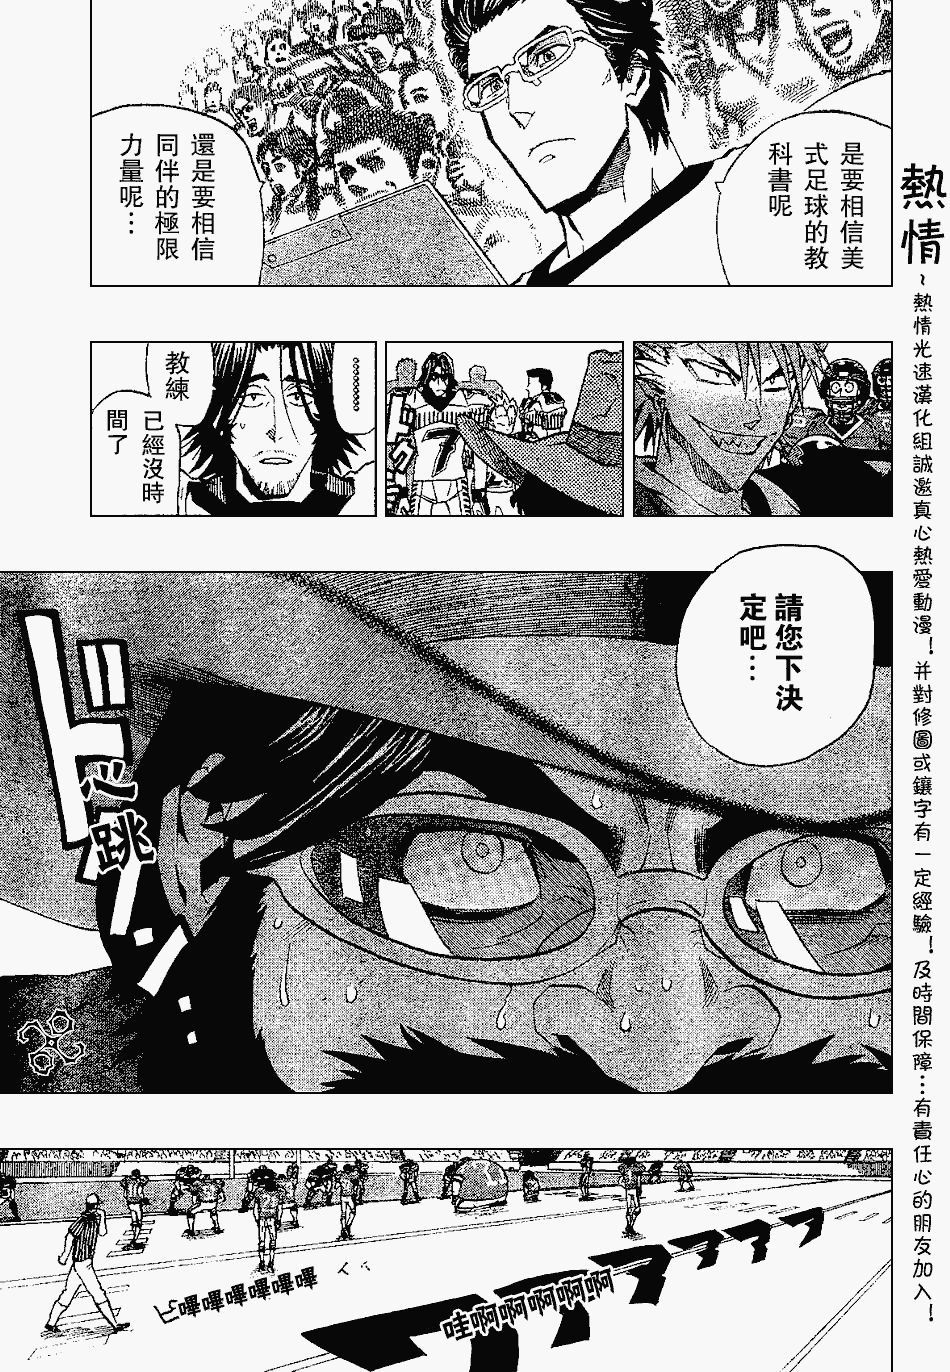 是要相信美
式足球的教
科書呢
還是要相信
同伴的極限
力量呢…
7
…………
教練
已經沒時
間了
請您下決
定吧…
ド
心跳
嗶嗶嗶嗶嗶嗶
哇啊啊啊啊啊
熱情
~熱情光速漢化組誠邀真心熱愛動漫！并對修圖或鑲字有一定經驗！及時間保障…有責任心的朋友加入！